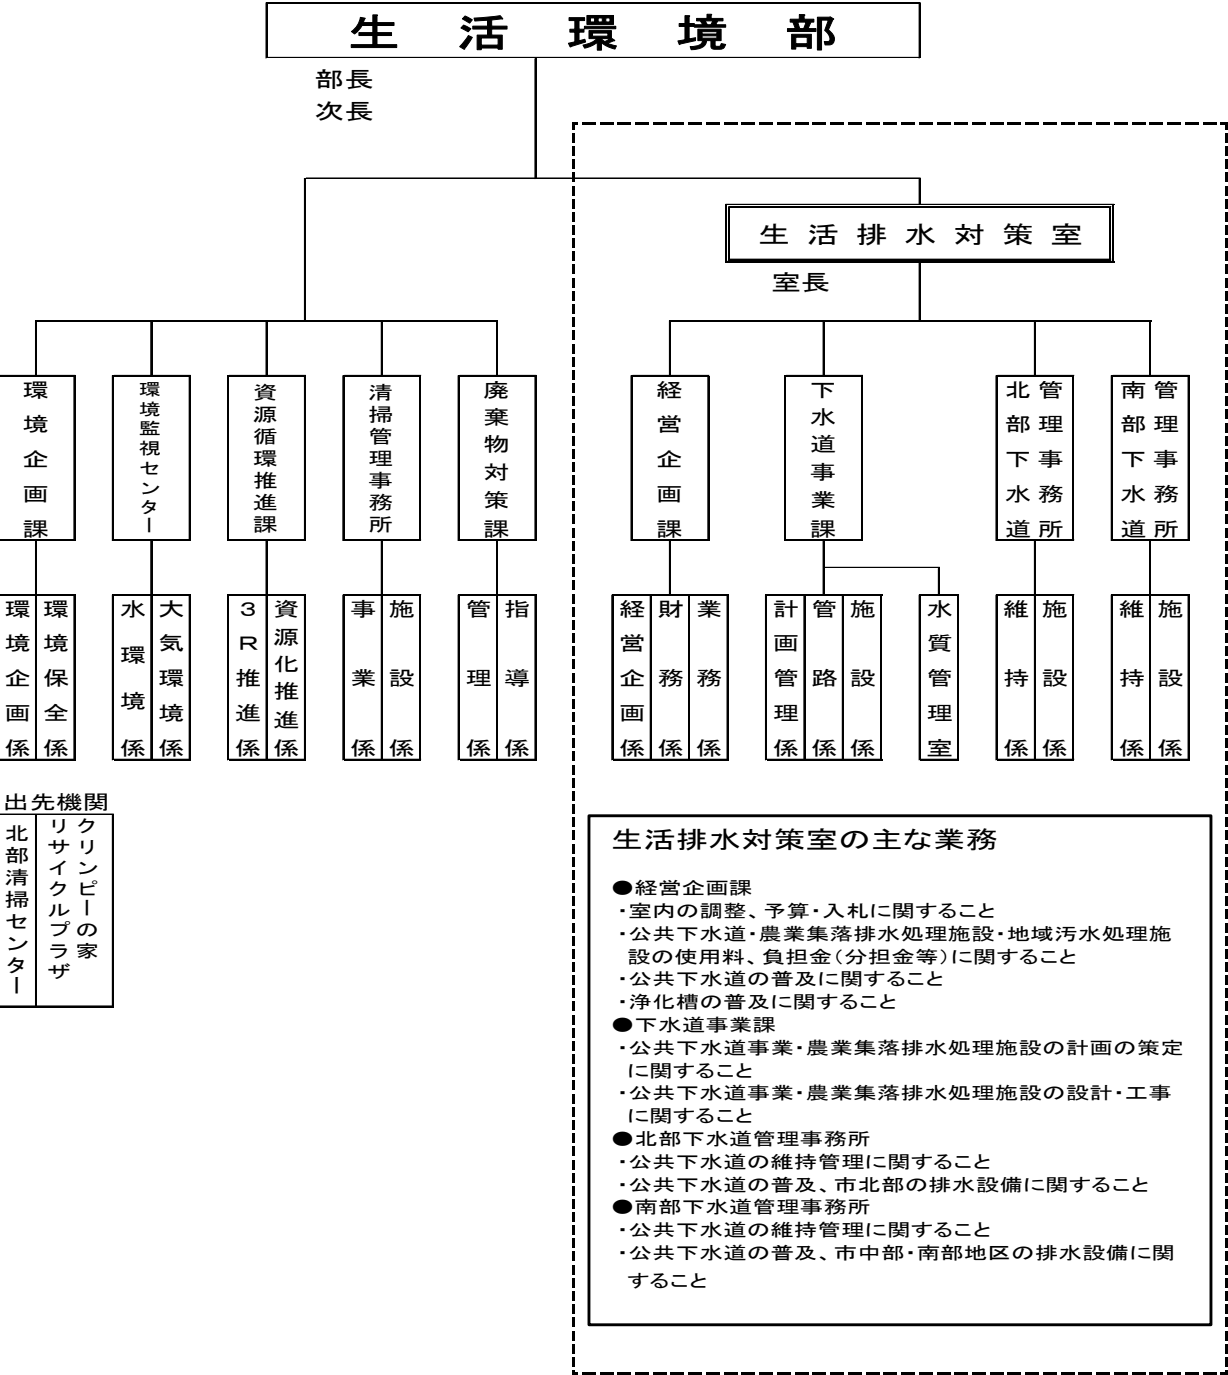 生活環境部
部長
次長
生活排水対策室
室長
環境企画課
環境監視センター
資源循環推進課
清掃管理事務所
廃棄物対策課
経営企画課
下水道事業課
北部下水道
管理事務所
南部下水道
管理事務所
環境企画係
環境保全係
水環境係
大気環境係
3R推進係
資源化推進係
事業係
施設係
管理係
指導係
経営企画係
財務係
業務係
計画管理係
管路係
施設係
水質管理室
維持係
施設係
維持係
施設係
出先機関
北部清掃センター
クリンピーの家
リサイクルプラザ
生活排水対策室の主な業務
●経営企画課
・室内の調整、予算・入札に関すること
・公共下水道・農業集落排水処理施設・地域汚水処理施
設の使用料、負担金(分担金等)に関すること
・公共下水道の普及に関すること
・浄化槽の普及に関すること
●下水道事業課
・公共下水道事業・農業集落排水処理施設の計画の策定
に関すること
・公共下水道事業・農業集落排水処理施設の設計・工事
に関すること
●北部下水道管理事務所
・公共下水道の維持管理に関すること
・公共下水道の普及、市北部の排水設備に関すること
●南部下水道管理事務所
・公共下水道の維持管理に関すること
・公共下水道の普及、市中部・南部地区の排水設備に関
すること